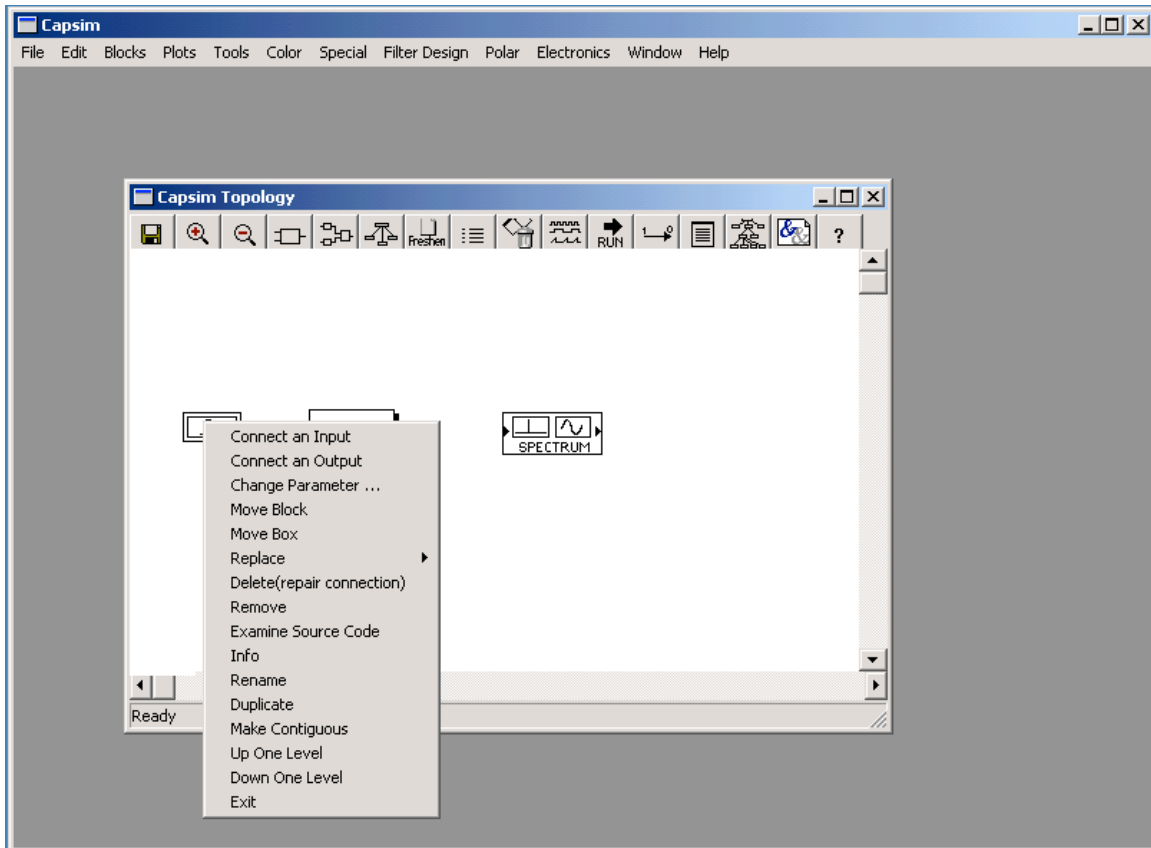 Capsim
File Edit Blocks Plots Tools Color Special Filter Design Polar Electronics Window Help
Capsim Topology
Freshen RUN 1 0 && ?
SPECTRUM
Connect an Input
Connect an Output
Change Parameter ...
Move Block
Move Box
Replace
Delete(repair connection)
Remove
Examine Source Code
Info
Rename
Duplicate
Make Contiguous
Up One Level
Down One Level
Exit
Ready